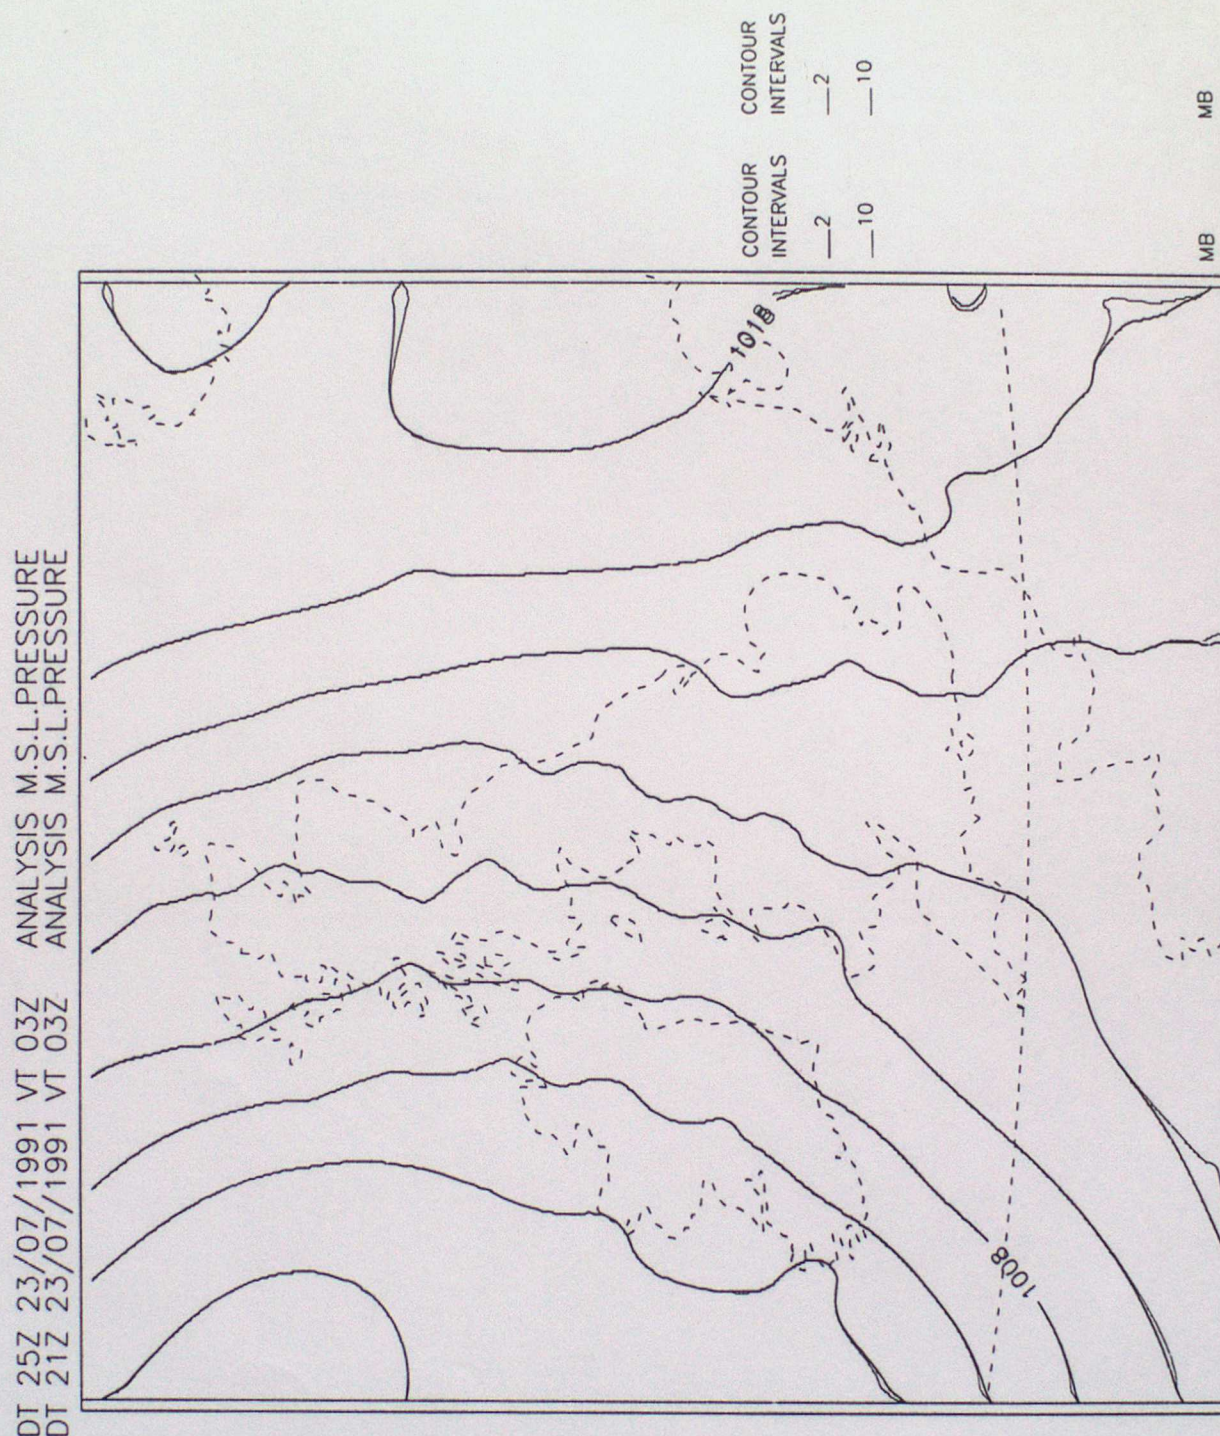 DT 25Z 23/07/1991 VT 03Z ANALYSIS M.S.L.PRESSURE
DT 21Z 23/07/1991 VT 03Z ANALYSIS M.S.L.PRESSURE
CONTOUR
INTERVALS
—2
—10
MB
CONTOUR
INTERVALS
—2
—10
MB
1018
1008